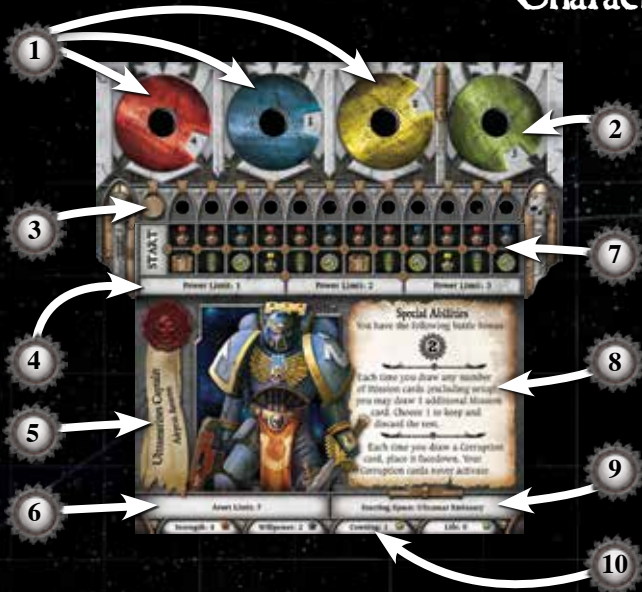 Charac
1
2
3
4
5
6
7
8
9
10
4
START
Power Limit: 1
Power Limit: 2
Power Limit: 3
Ultramarines Captain
Special Abilities
You have the following battle bonus:
2
Each time you draw any number
of Mission cards (including setup)
you may draw 1 additional Mission
card. Choose 1 to keep and
discard the rest.
Each time you draw a Corruption
card, place it facedown. Your
Corruption cards never activate
Asset Limit:
Starting Space: Ultramar Embassy
Strength: 4
Willpower: 2
Cunning: 2
Life: